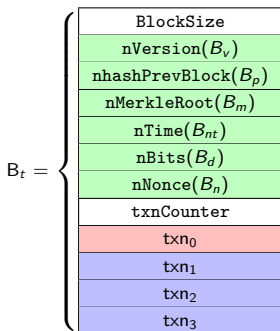 BlockSize
nVersion(B_v)
nhashPrevBlock(B_p)
nMerkleRoot(B_m)
nTime(B_nt)
B_t =
nBits(B_d)
nNonce(B_n)
txnCounter
txn_0
txn_1
txn_2
txn_3